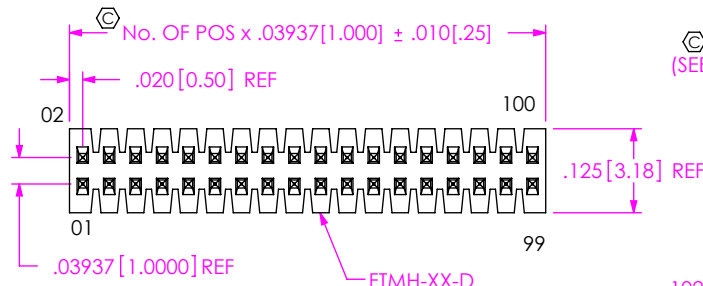 C
No. OF POS x .03937[1.000] ± .010[.25]
C
(SEE
.020[0.50] REF
02
100
.125[3.18] REF
01
99
.03937[1.0000]REF
FTMH-XX-D